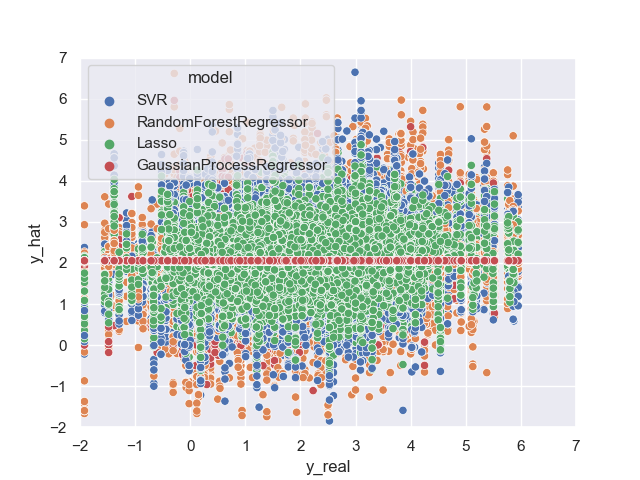 7
6
5
4
3
2
1
0
−1
−2
y_hat
model
SVR
RandomForestRegressor
Lasso
GaussianProcessRegressor
−2 −1 0 1 2 3 4 5 6 7
y_real